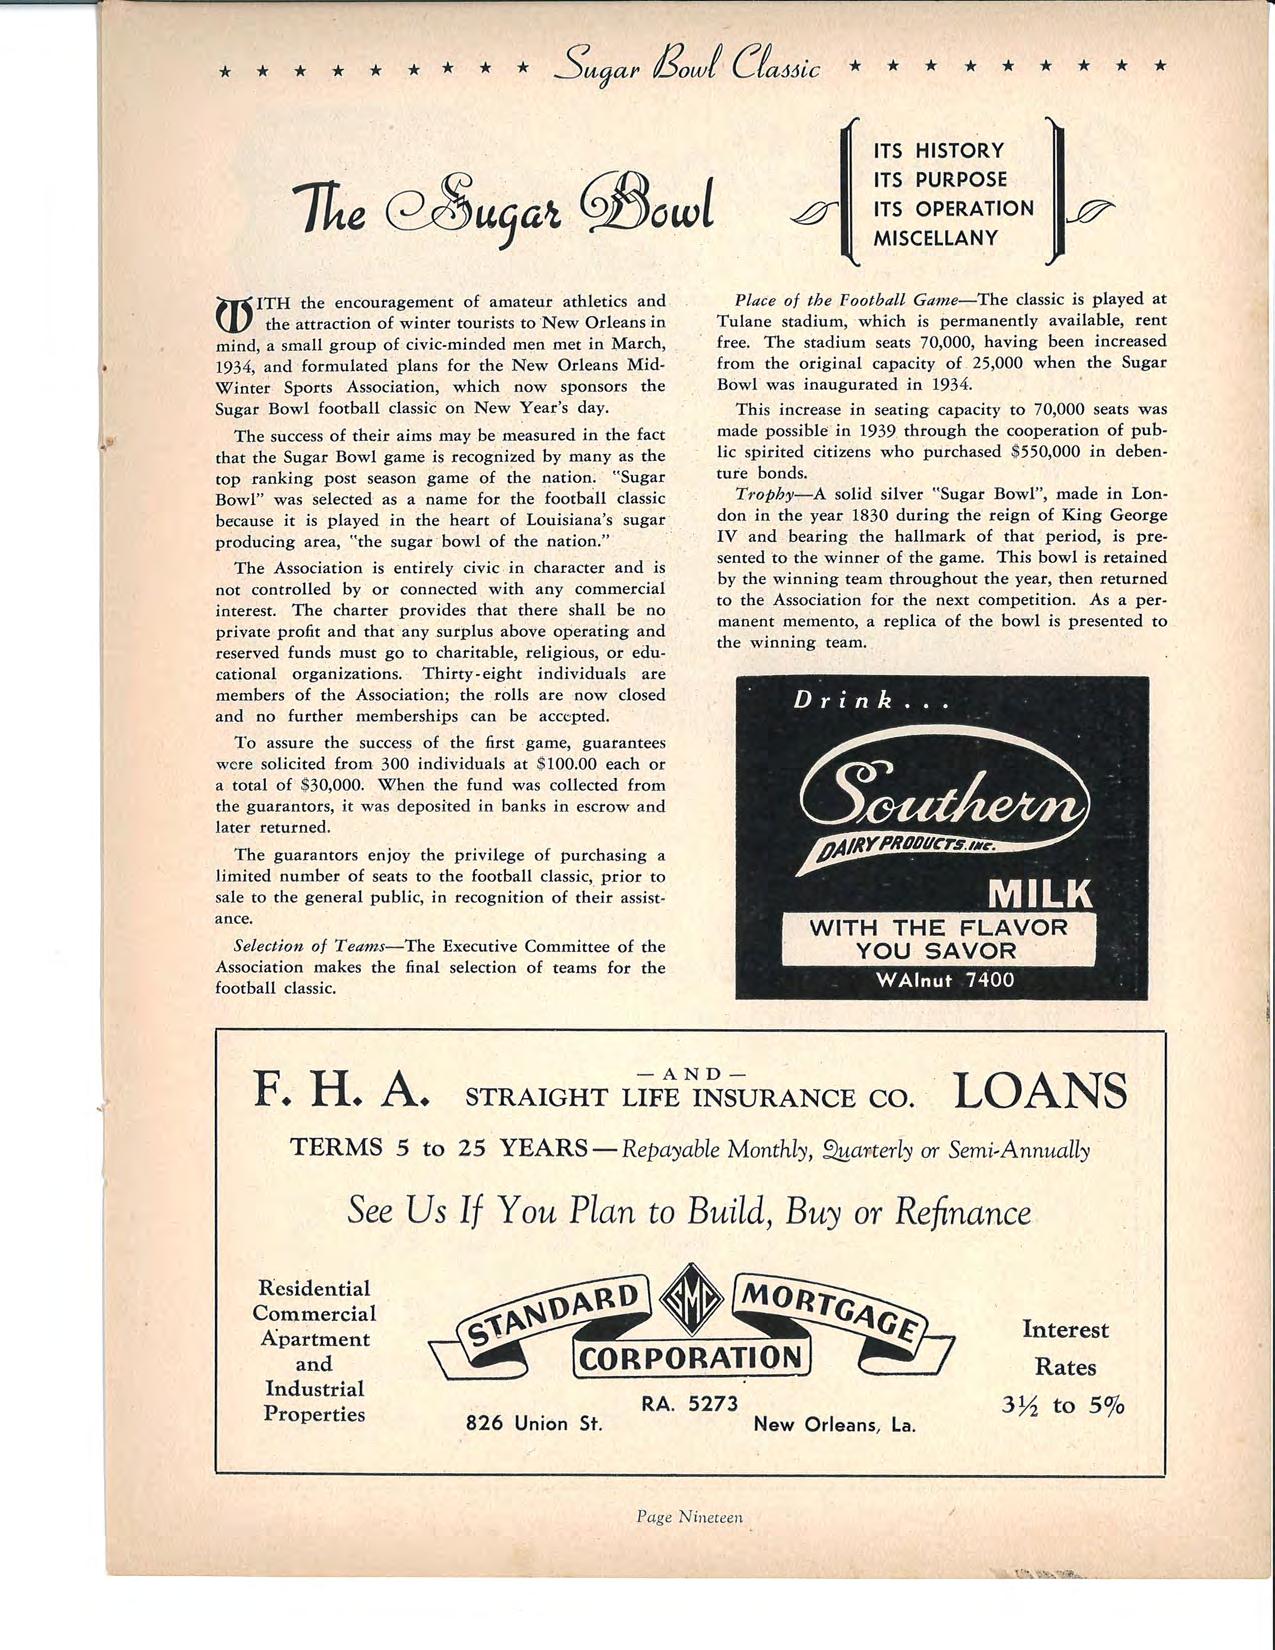 ★ ★ ★ ★ ★ ★ ★ ★ ★ Sugar Bowl Classic ★ ★ ★ ★ ★ ★ ★ ★ ★
The Sugar Bowl
ITS HISTORY
ITS PURPOSE
ITS OPERATION
MISCELLANY
WITH the encouragement of amateur athletics and
the attraction of winter tourists to New Orleans in
mind, a small group of civic-minded men met in March,
1934, and formulated plans for the New Orleans Mid-
Winter Sports Association, which now sponsors the
Sugar Bowl football classic on New Year's day.
The success of their aims may be measured in the fact
that the Sugar Bowl game is recognized by many as the
top ranking post season game of the nation. "Sugar
Bowl" was selected as a name for the football classic
because it is played in the heart of Louisiana's sugar
producing area, "the sugar bowl of the nation."
The Association is entirely civic in character and is
not controlled by or connected with any commercial
interest. The charter provides that there shall be no
private profit and that any surplus above operating and
reserved funds must go to charitable, religious, or edu-
cational organizations. Thirty-eight individuals are
members of the Association; the rolls are now closed
and no further memberships can be accepted.
To assure the success of the first game, guarantees
were solicited from 300 individuals at $100.00 each or
a total of $30,000. When the fund was collected from
the guarantors, it was deposited in banks in escrow and
later returned.
The guarantors enjoy the privilege of purchasing a
limited number of seats to the football classic, prior to
sale to the general public, in recognition of their assist-
ance.
Selection of Teams—The Executive Committee of the
Association makes the final selection of teams for the
football classic.
Place of the Football Game—The classic is played at
Tulane stadium, which is permanently available, rent
free. The stadium seats 70,000, having been increased
from the original capacity of 25,000 when the Sugar
Bowl was inaugurated in 1934.
This increase in seating capacity to 70,000 seats was
made possible in 1939 through the cooperation of pub-
lic spirited citizens who purchased $550,000 in deben-
ture bonds.
Trophy—A solid silver "Sugar Bowl", made in Lon-
don in the year 1830 during the reign of King George
IV and bearing the hallmark of that period, is pre-
sented to the winner of the game. This bowl is retained
by the winning team throughout the year, then returned
to the Association for the next competition. As a per-
manent memento, a replica of the bowl is presented to
the winning team.
Drink...
Southern
DAIRY PRODUCTS, INC.
MILK
WITH THE FLAVOR
YOU SAVOR
WAlnut 7400
— AND —
F. H. A. STRAIGHT LIFE INSURANCE CO. LOANS
TERMS 5 to 25 YEARS—Repayable Monthly, Quarterly or Semi-Annually
See Us If You Plan to Build, Buy or Refinance
Residential
Commercial
Apartment
and
Industrial
Properties
STANDARD SMC MORTGAGE
CORPORATION
RA. 5273
826 Union St. New Orleans, La.
Interest
Rates
3½ to 5%
Page Nineteen